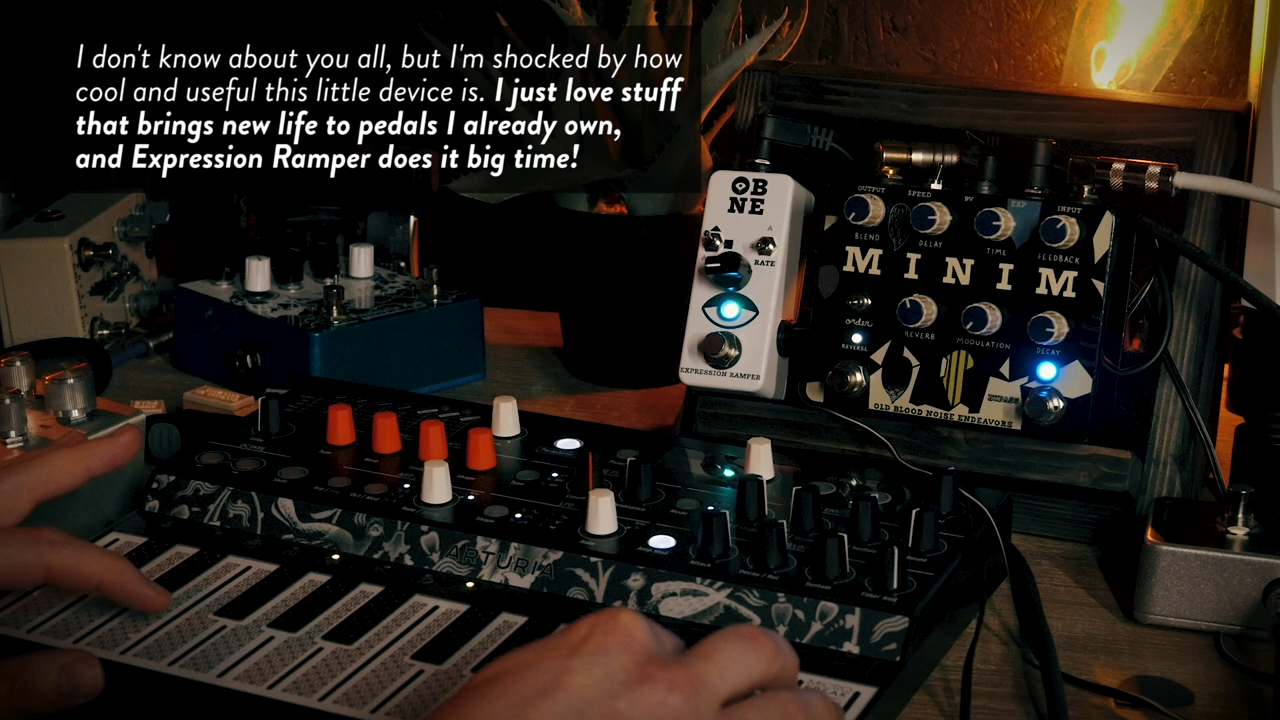 I don't know about you all, but I'm shocked by how
cool and useful this little device is. I just love stuff
that brings new life to pedals I already own,
and Expression Ramper does it big time!
OB
NE
RATE
EXPRESSION RAMPER
OUTPUT SPEED 9V EXP INPUT
BLEND DELAY TIME FEEDBACK
MINIM
order
REVERB MODULATION DECAY
REVERSE
BYPASS
OLD BLOOD NOISE ENDEAVORS
ARTURIA